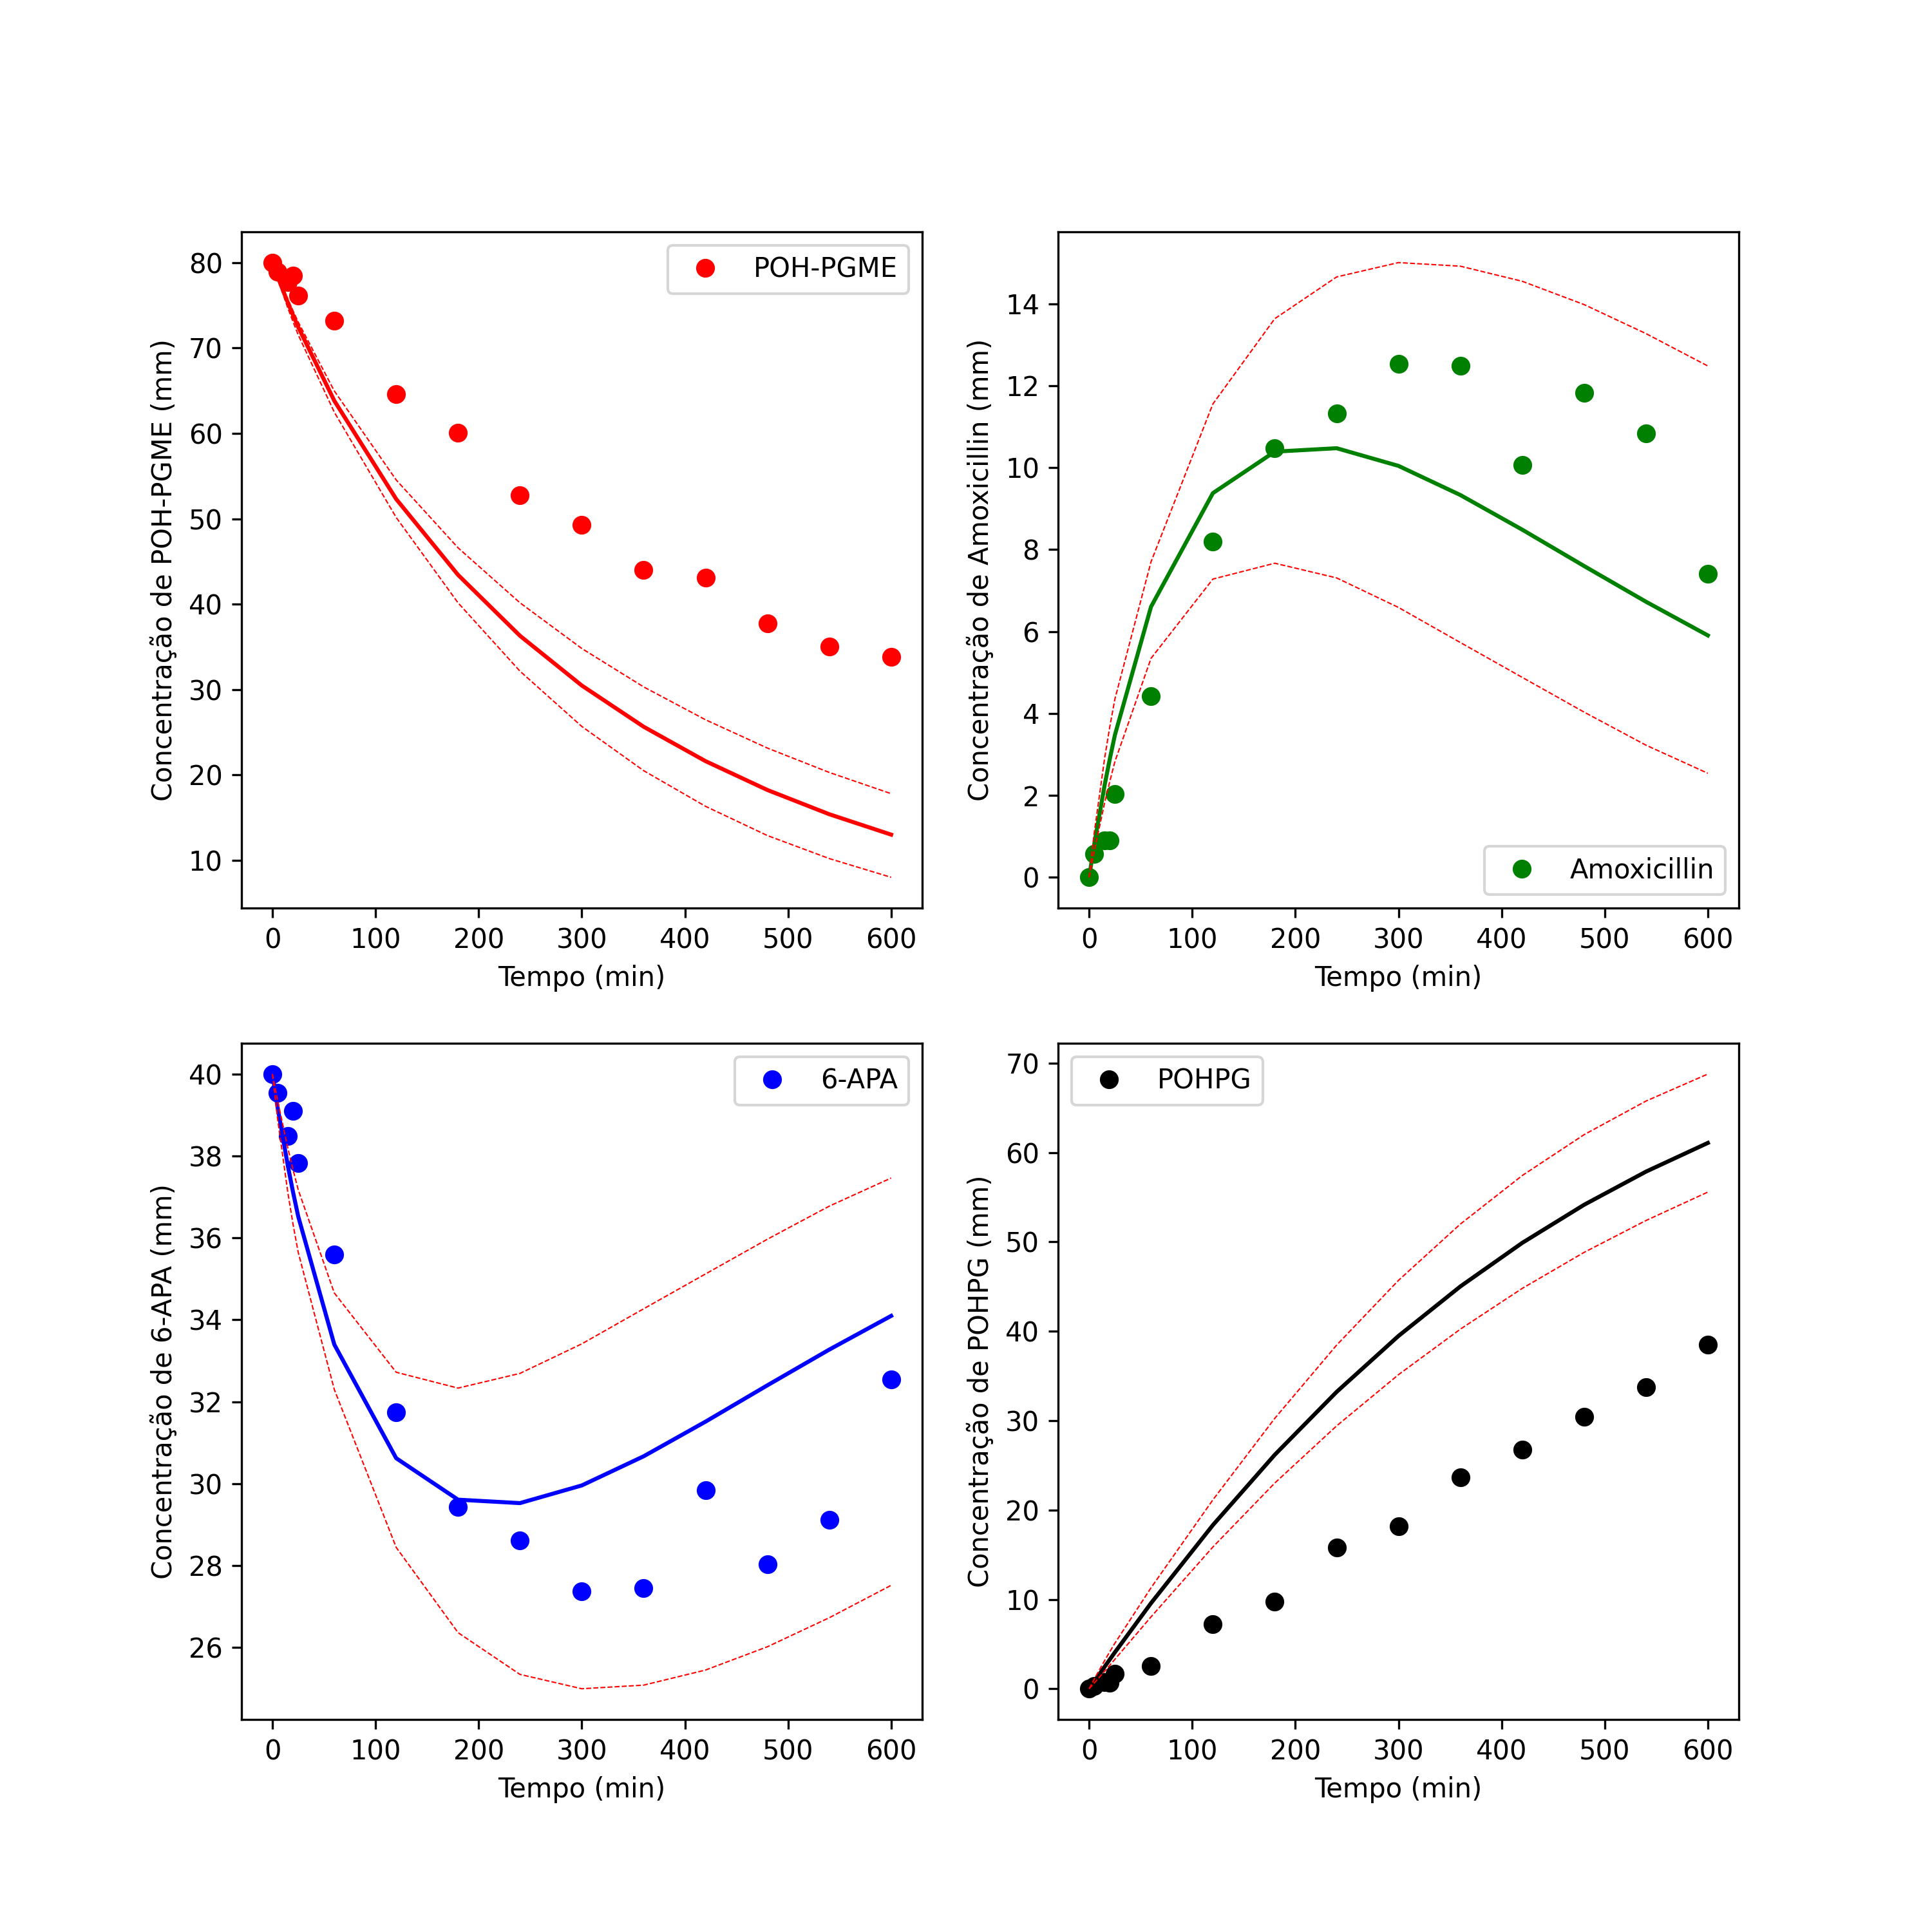 POH-PGME
Concentração de POH-PGME (mm)
80
70
60
50
40
30
20
10
0 100 200 300 400 500 600
Tempo (min)
Amoxicillin
Concentração de Amoxicillin (mm)
14
12
10
8
6
4
2
0
0 100 200 300 400 500 600
Tempo (min)
6-APA
Concentração de 6-APA (mm)
40
38
36
34
32
30
28
26
0 100 200 300 400 500 600
Tempo (min)
POHPG
Concentração de POHPG (mm)
70
60
50
40
30
20
10
0
0 100 200 300 400 500 600
Tempo (min)